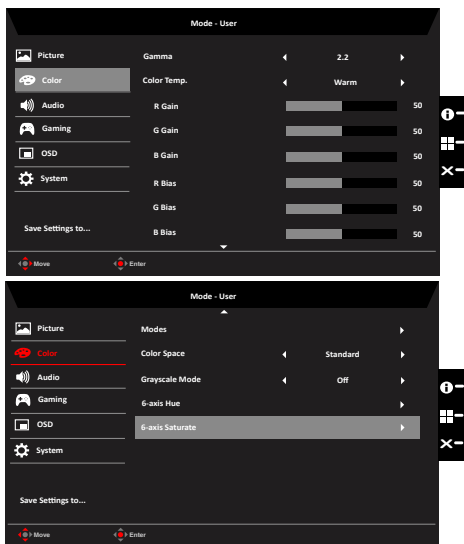 Mode - User
Picture
Gamma 2.2
Color
Color Temp. Warm
Audio
R Gain 50
Gaming
G Gain 50
OSD
B Gain 50
System
R Bias 50
G Bias 50
Save Settings to...
B Bias 50
Move Enter
Mode - User
Picture
Modes
Color
Color Space Standard
Audio
Grayscale Mode Off
Gaming
6-axis Hue
OSD
6-axis Saturate
System
Save Settings to...
Move Enter